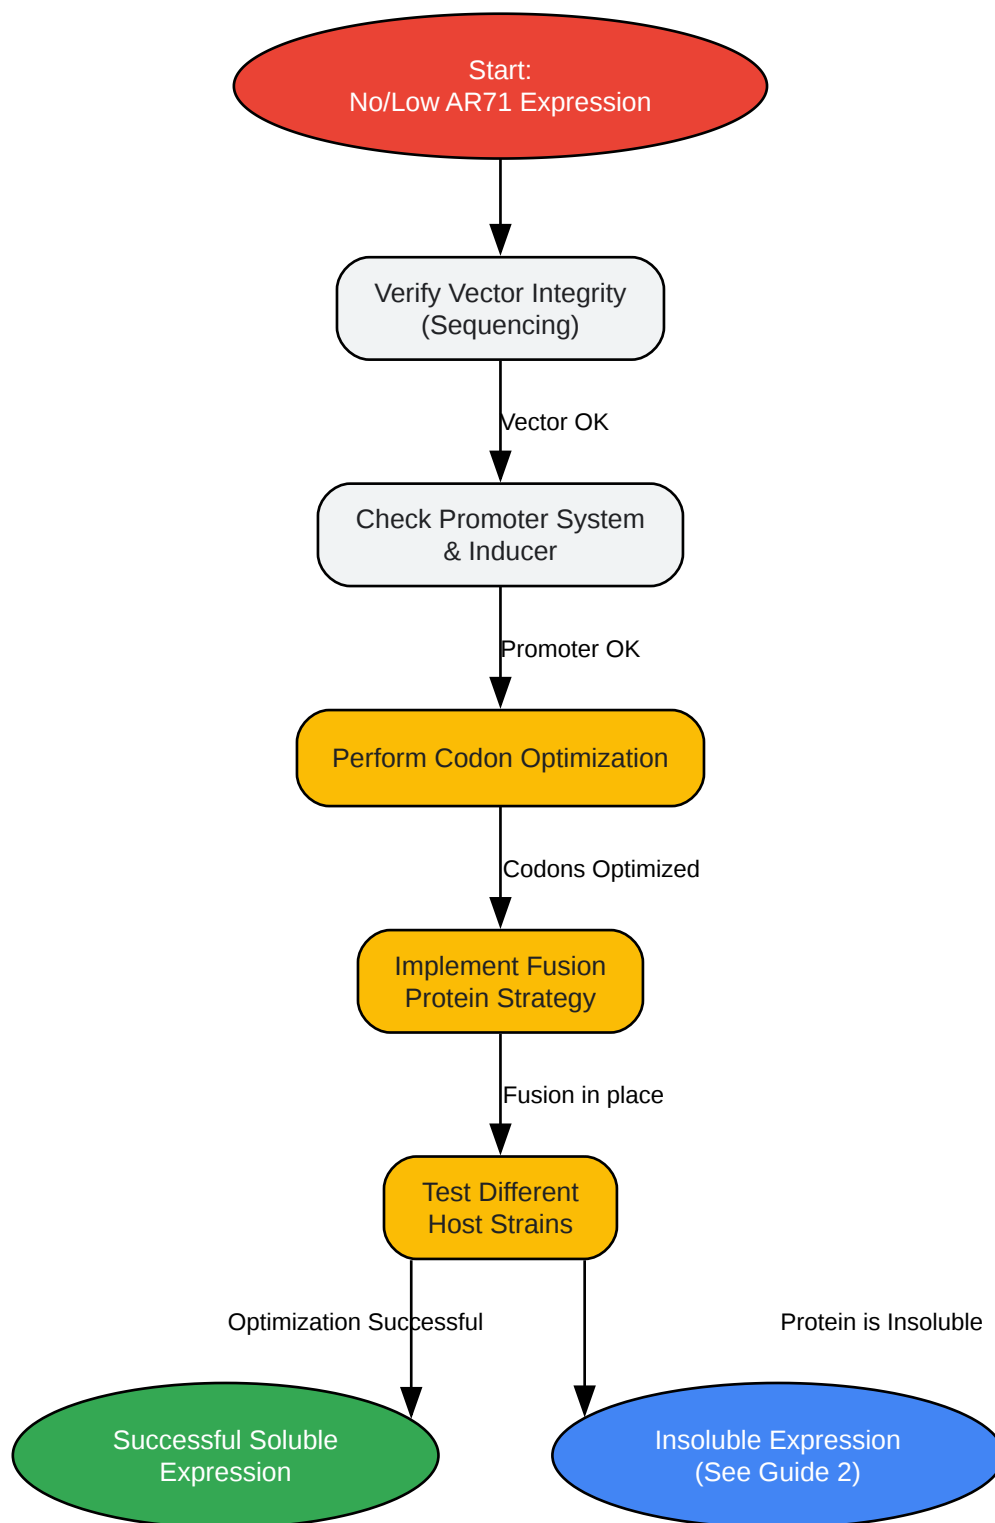 Start:
No/Low AR71 Expression
Verify Vector Integrity
(Sequencing)
Vector OK
Check Promoter System
& Inducer
Promoter OK
Perform Codon Optimization
Codons Optimized
Implement Fusion
Protein Strategy
Fusion in place
Test Different
Host Strains
Optimization Successful
Protein is Insoluble
Successful Soluble
Expression
Insoluble Expression
(See Guide 2)